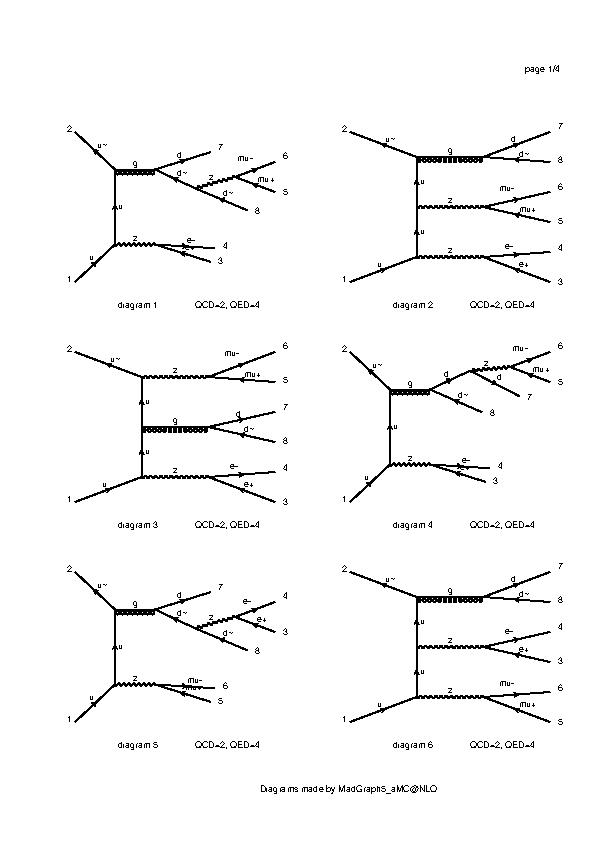 page 1/4
2
u~
g
d
7
d~
z
mu-
6
mu+
5
8
u
z
e-
4
e+
3
u
1
diagram 1 QCD=2, QED=4
2
u~
g
d
7
d~
8
u
mu-
6
z
mu+
5
u
e-
4
z
e+
3
u
1
diagram 2 QCD=2, QED=4
2
u~
z
mu-
6
mu+
5
u
g
d
7
d~
8
u
z
e-
4
e+
3
u
1
diagram 3 QCD=2, QED=4
2
u~
g
d
z
mu-
6
mu+
5
d
7
d~
8
u
z
e-
4
e+
3
u
1
diagram 4 QCD=2, QED=4
2
u~
g
d
7
d~
z
e-
4
e+
3
d~
8
u
z
mu-
6
mu+
5
u
1
diagram 5 QCD=2, QED=4
2
u~
g
d
7
d~
8
u
z
e-
4
e+
3
u
z
mu-
6
mu+
5
u
1
diagram 6 QCD=2, QED=4
Diagrams made by MadGraph5_aMC@NLO